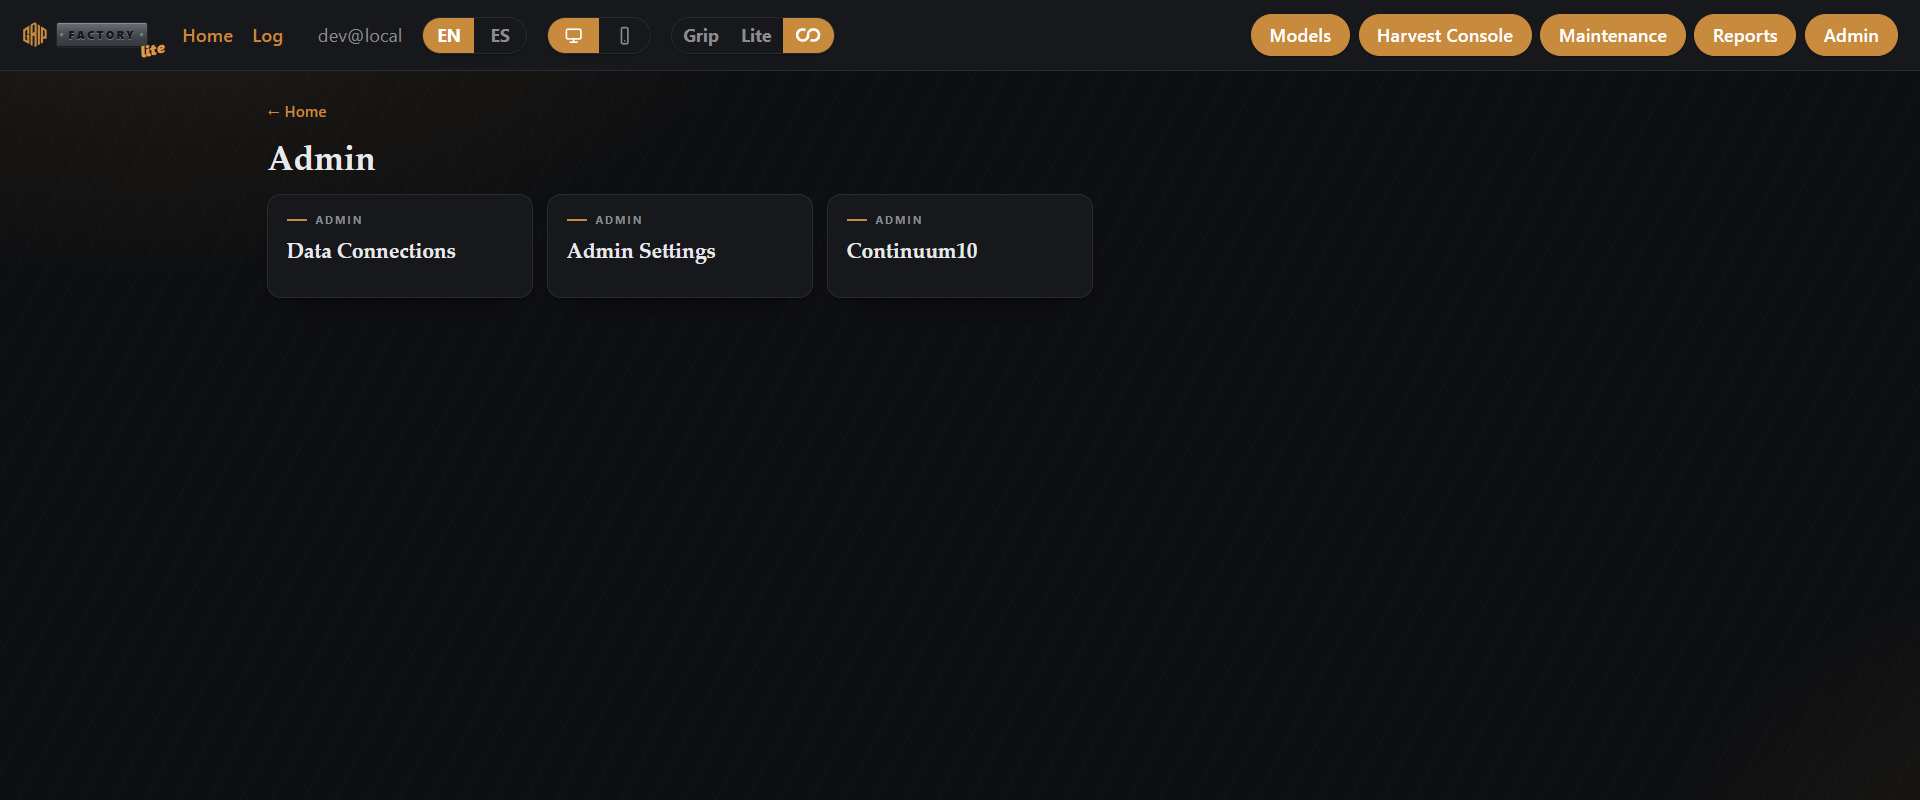 GRIP FACTORY lite Home Log dev@local EN ES Grip Lite Models Harvest Console Maintenance Reports Admin
← Home
Admin
ADMIN ADMIN ADMIN
Data Connections Admin Settings Continuum10